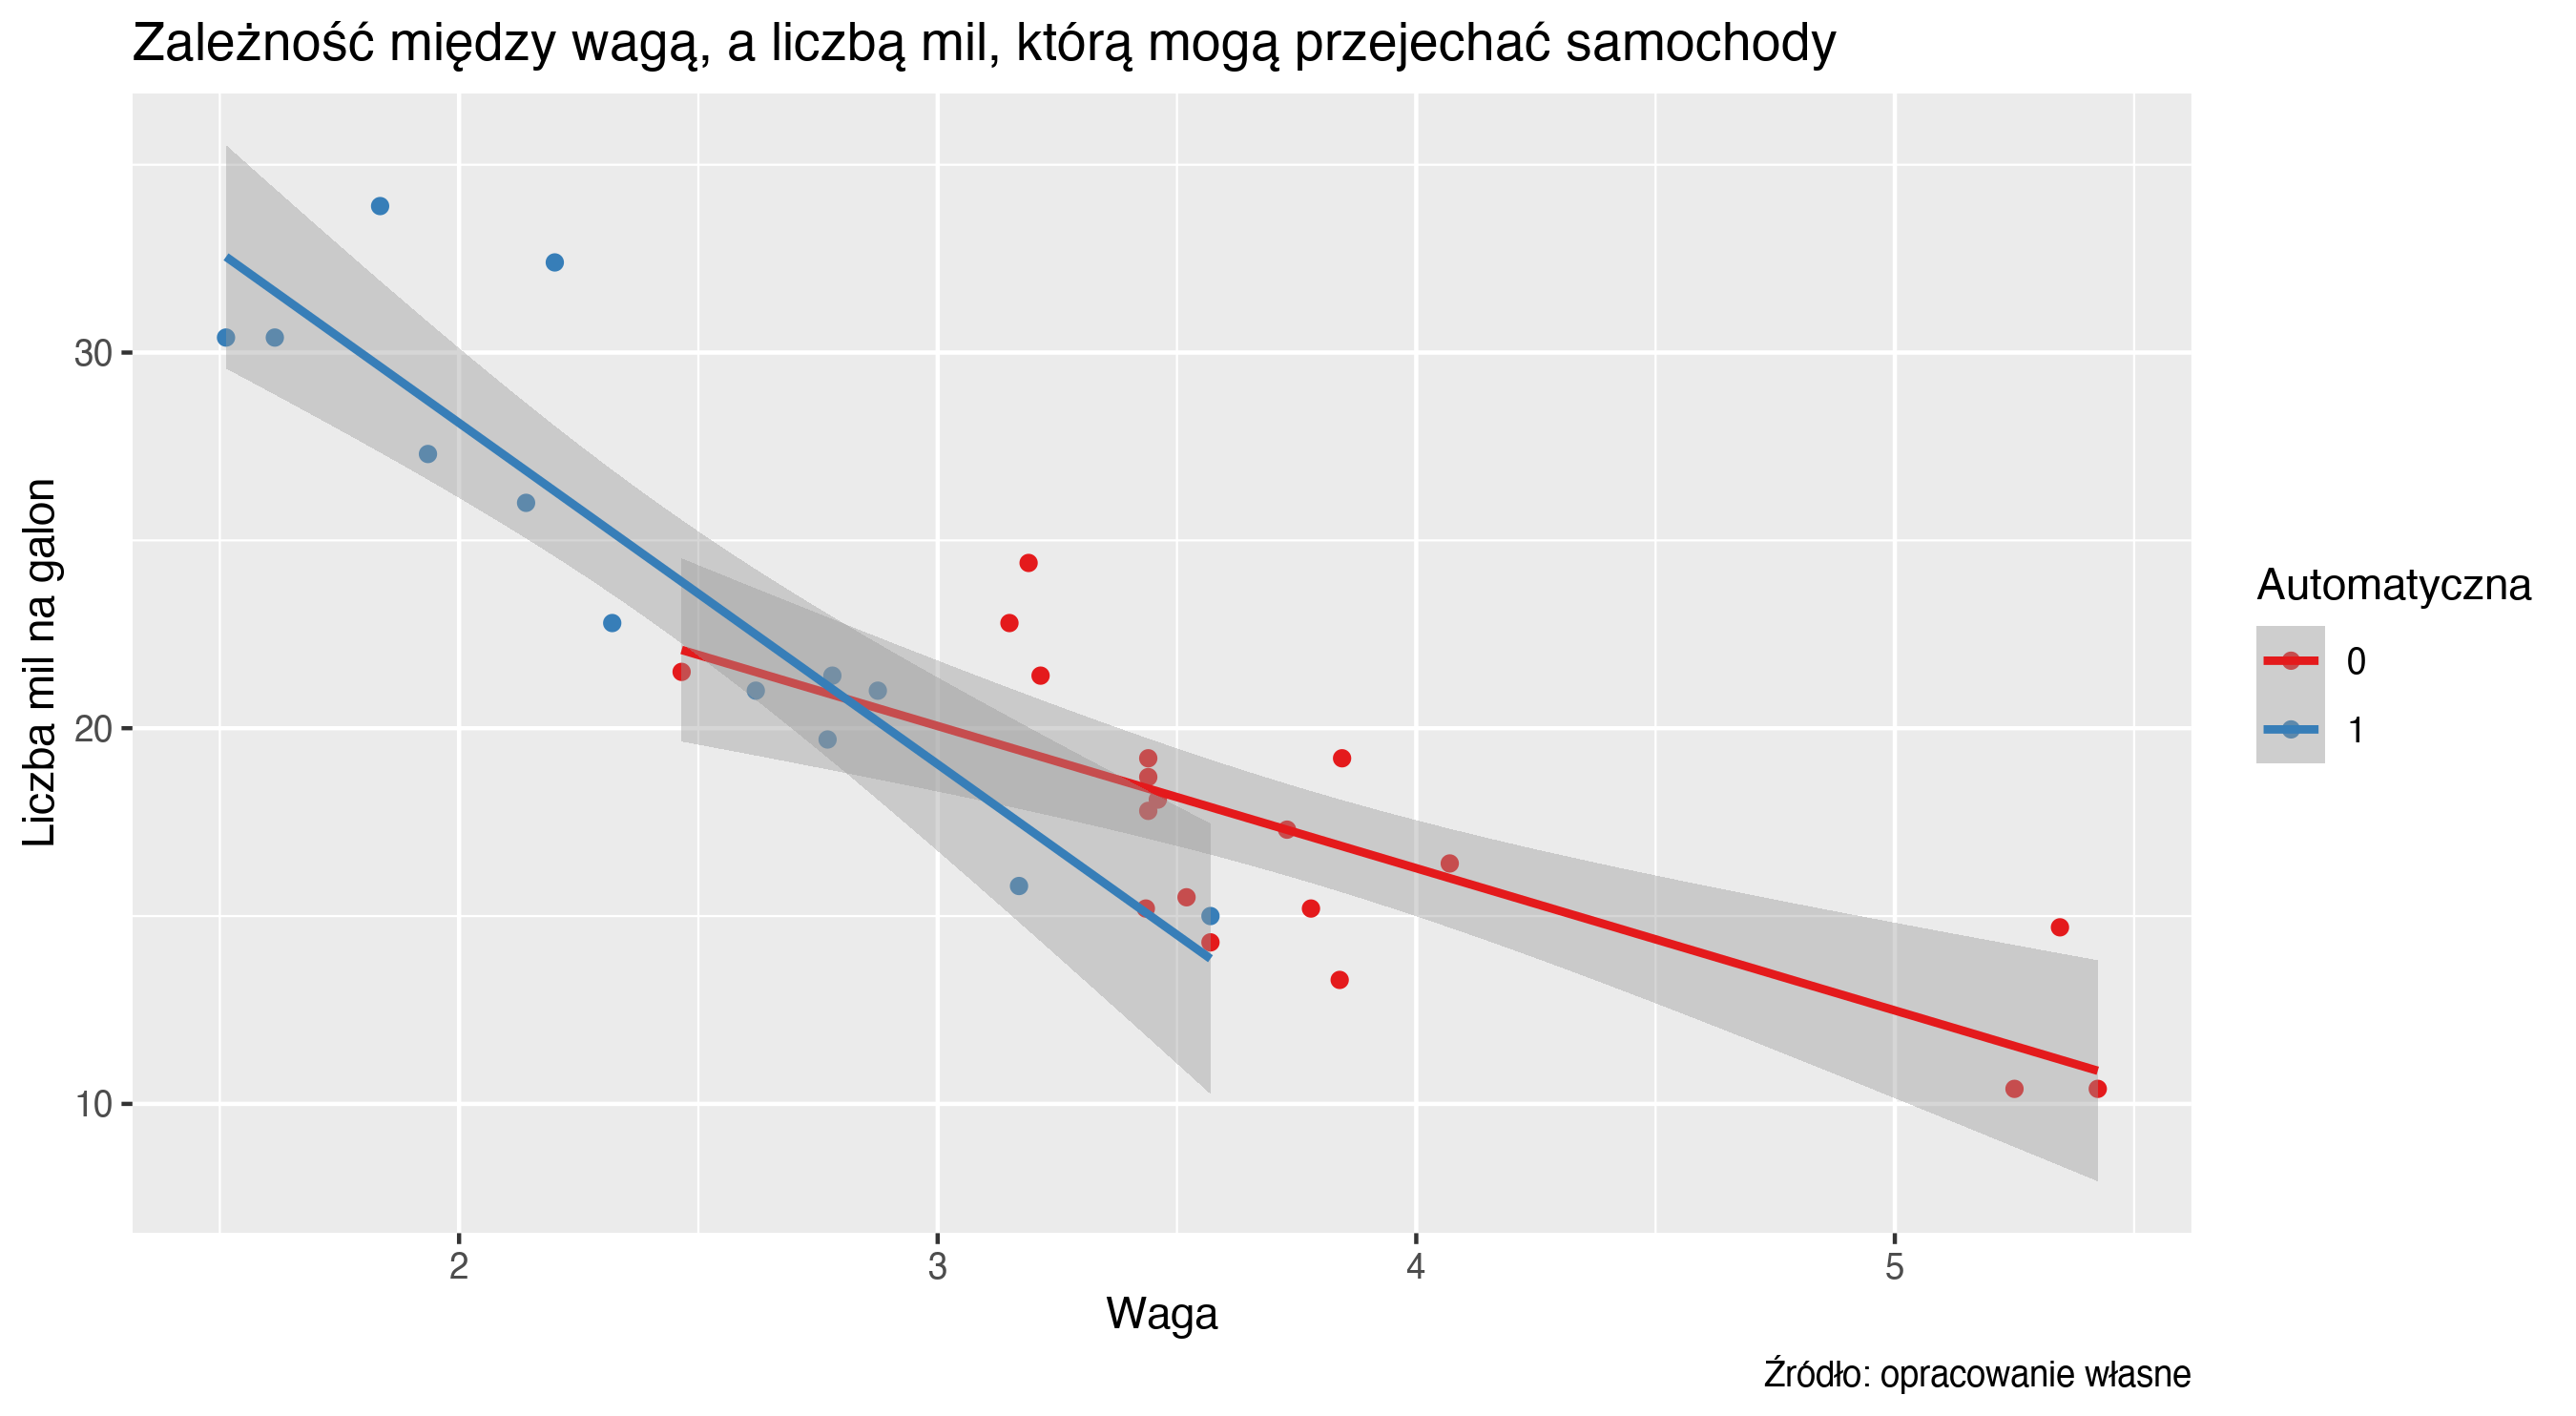 Zależność między wagą, a liczbą mil, którą mogą przejechać samochody
Liczba mil na galon
30
20
10
2
3
4
5
Waga
Automatyczna
0
1
Źródło: opracowanie własne